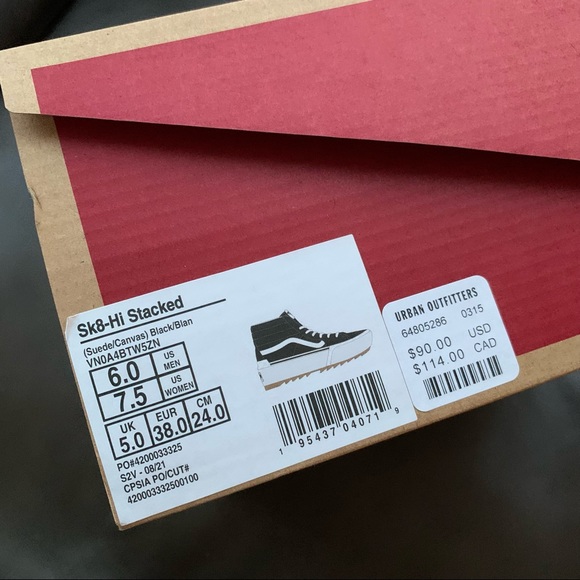 Sk8-Hi Stacked
(Suede/Canvas) Black/Blan
VN0A4BTW5ZN
6.0 US MEN
7.5 US WOMEN
UK EUR CM
5.0 38.0 24.0
PO#4200033325
S2V - 08/21
CPSIA PO/CUT#
420003332500100
1 95437 04071 9
URBAN OUTFITTERS
64805286 0315
$90.00 USD
$114.00 CAD